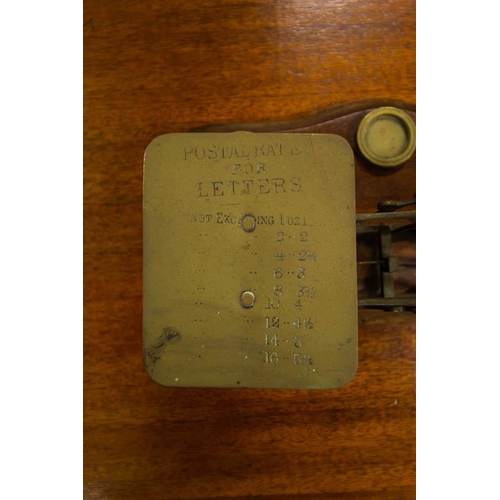 POSTAL RATE
FOR
LETTERS
NOT EXCEEDING 1 OZ 1
" " 2 - 2
" " 4 - 2½
" " 6 - 3
" " 8 - 3½
" " 10 4
" " 12 - 4½
" " 14 - 5
" " 16 - 5½